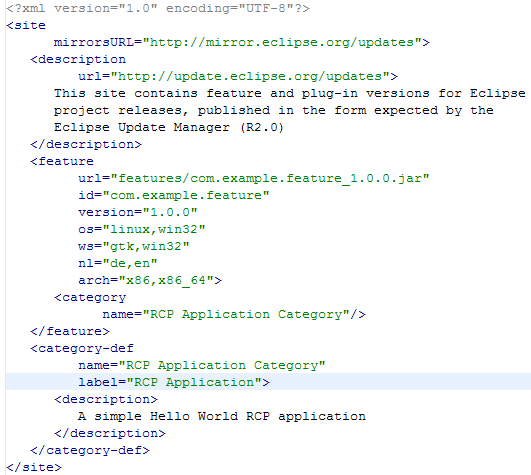 <?xml version="1.0" encoding="UTF-8"?>
<site
mirrorsURL="http://mirror.eclipse.org/updates">
<description
url="http://update.eclipse.org/updates">
This site contains feature and plug-in versions for Eclipse
project releases, published in the form expected by the
Eclipse Update Manager (R2.0)
</description>
<feature
url="features/com.example.feature_1.0.0.jar"
id="com.example.feature"
version="1.0.0"
os="linux,win32"
ws="gtk,win32"
nl="de,en"
arch="x86,x86_64">
<category
name="RCP Application Category"/>
</feature>
<category-def
name="RCP Application Category"
label="RCP Application">
<description>
A simple Hello World RCP application
</description>
</category-def>
</site>